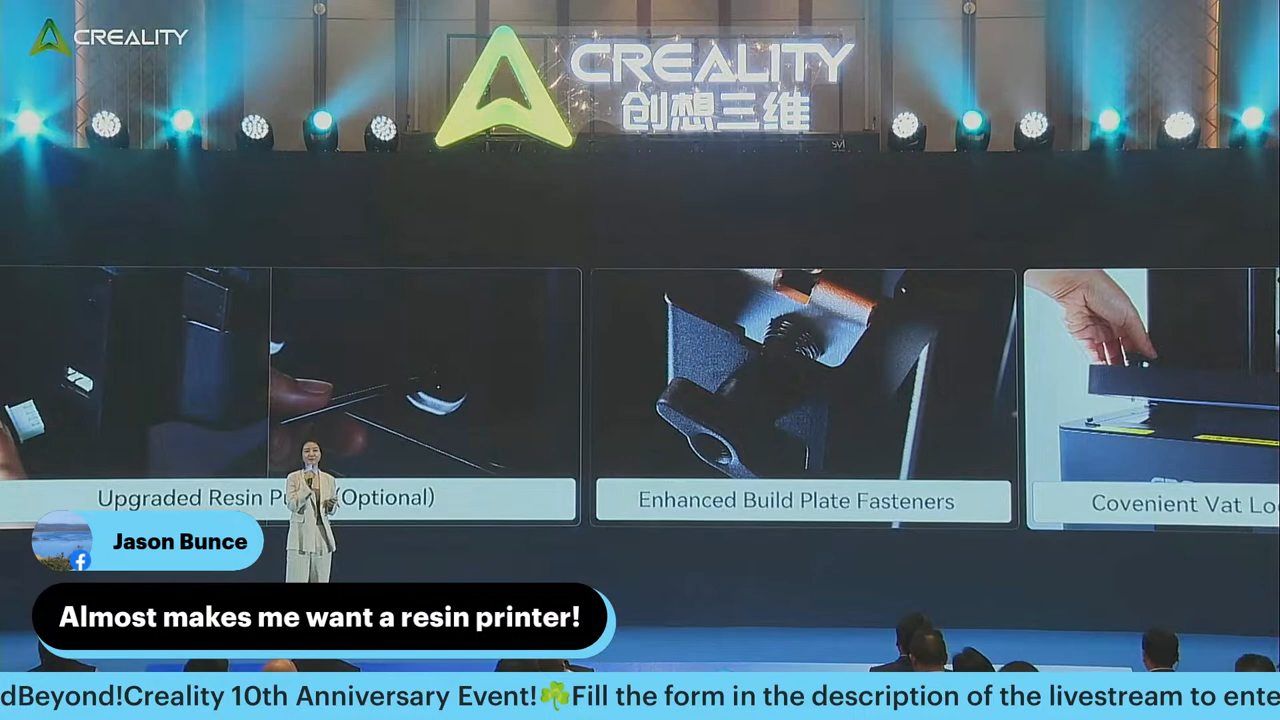 CREALITY
CREALITY
创想三维
Upgraded Resin (Optional)
Enhanced Build Plate Fasteners
Covenient Vat
Jason Bunce
Almost makes me want a resin printer!
dBeyond!Creality 10th Anniversary Event!☘️Fill the form in the description of the livestream to ente